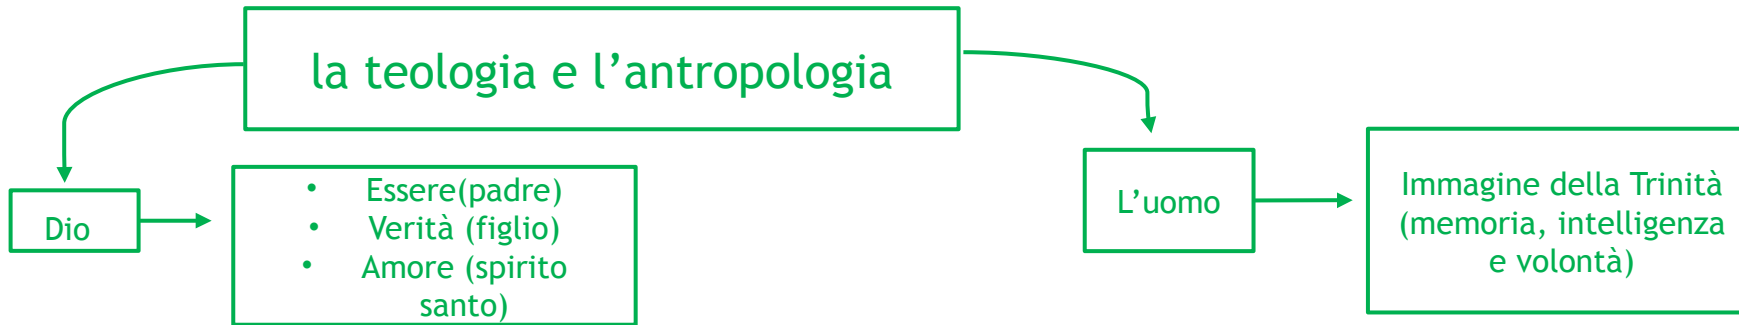 la teologia e l’antropologia
Dio
• Essere(padre)
• Verità (figlio)
• Amore (spirito
santo)
L’uomo
Immagine della Trinità
(memoria, intelligenza
e volontà)